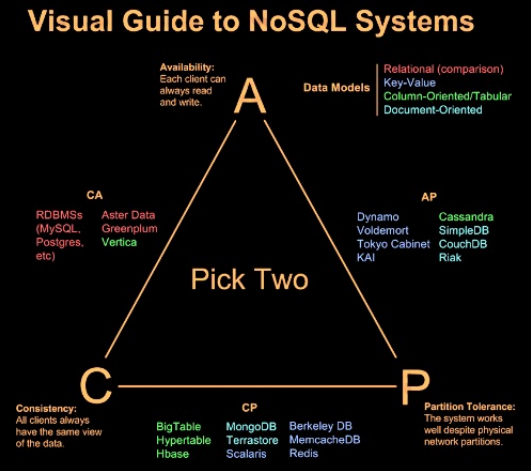 Visual Guide to NoSQL Systems
Availability:
Each client can
always read
and write.
A
Data Models
Relational (comparison)
Key-Value
Column-Oriented/Tabular
Document-Oriented
CA
RDBMSs
(MySQL,
Postgres,
etc)
Aster Data
Greenplum
Vertica
AP
Dynamo
Voldemort
Tokyo Cabinet
KAI
Cassandra
SimpleDB
CouchDB
Riak
Pick Two
C
P
Consistency:
All clients always
have the same view
of the data.
CP
BigTable
Hypertable
Hbase
MongoDB
Terrastore
Scalaris
Berkeley DB
MemcacheDB
Redis
Partition Tolerance:
The system works
well despite physical
network partitions.